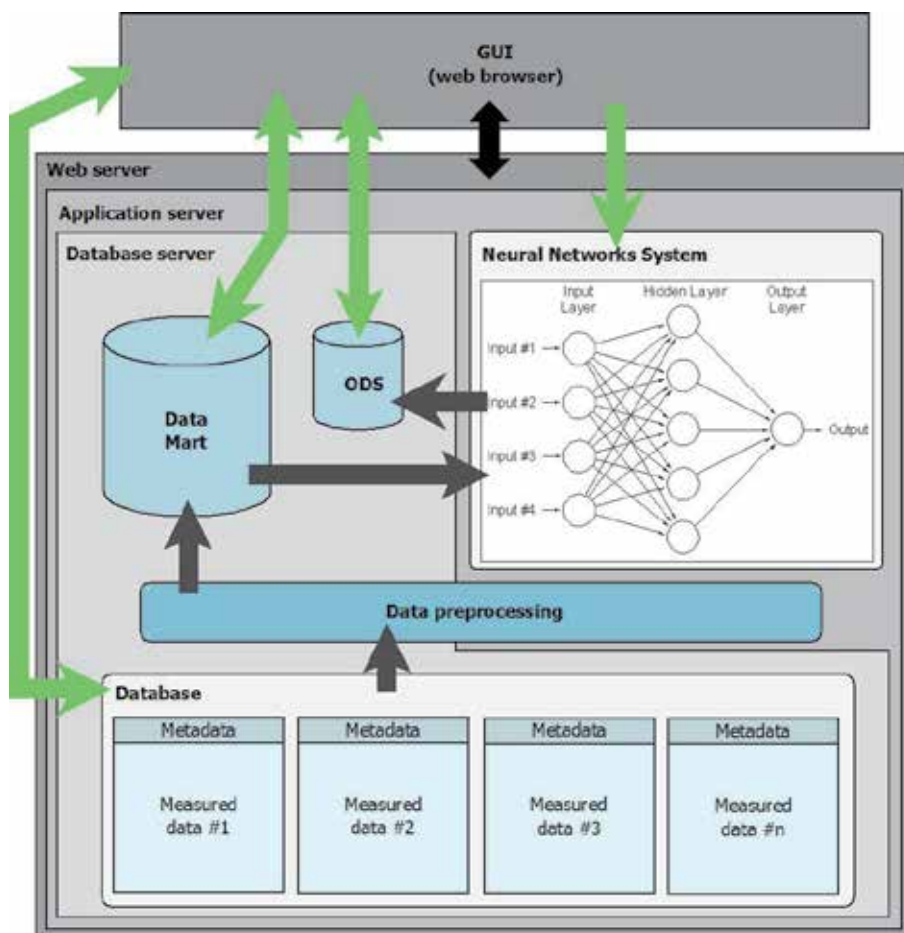 GUI
(web browser)
Web server
Application server
Database server
Neural Networks System
Input
Layer
Hidden Layer
Output
Layer
Input #1
Input #2
Input #3
Input #4
Output
ODS
Data
Mart
Data preprocessing
Database
Metadata
Measured
data #1
Metadata
Measured
data #2
Metadata
Measured
data #3
Metadata
Measured
data #n